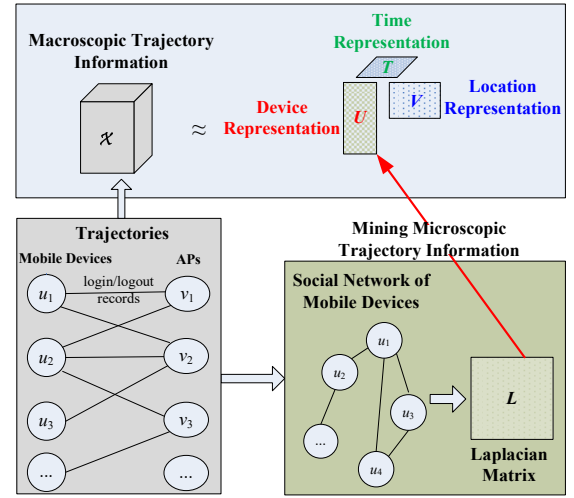 Macroscopic Trajectory
Information
𝒳
≈
Time
Representation
T
Device
Representation
U
V
Location
Representation
Trajectories
Mobile Devices
APs
login/logout
records
u1
v1
u2
v2
u3
v3
...
...
Mining Microscopic
Trajectory Information
Social Network of
Mobile Devices
u1
u2
u3
...
u4
L
Laplacian
Matrix